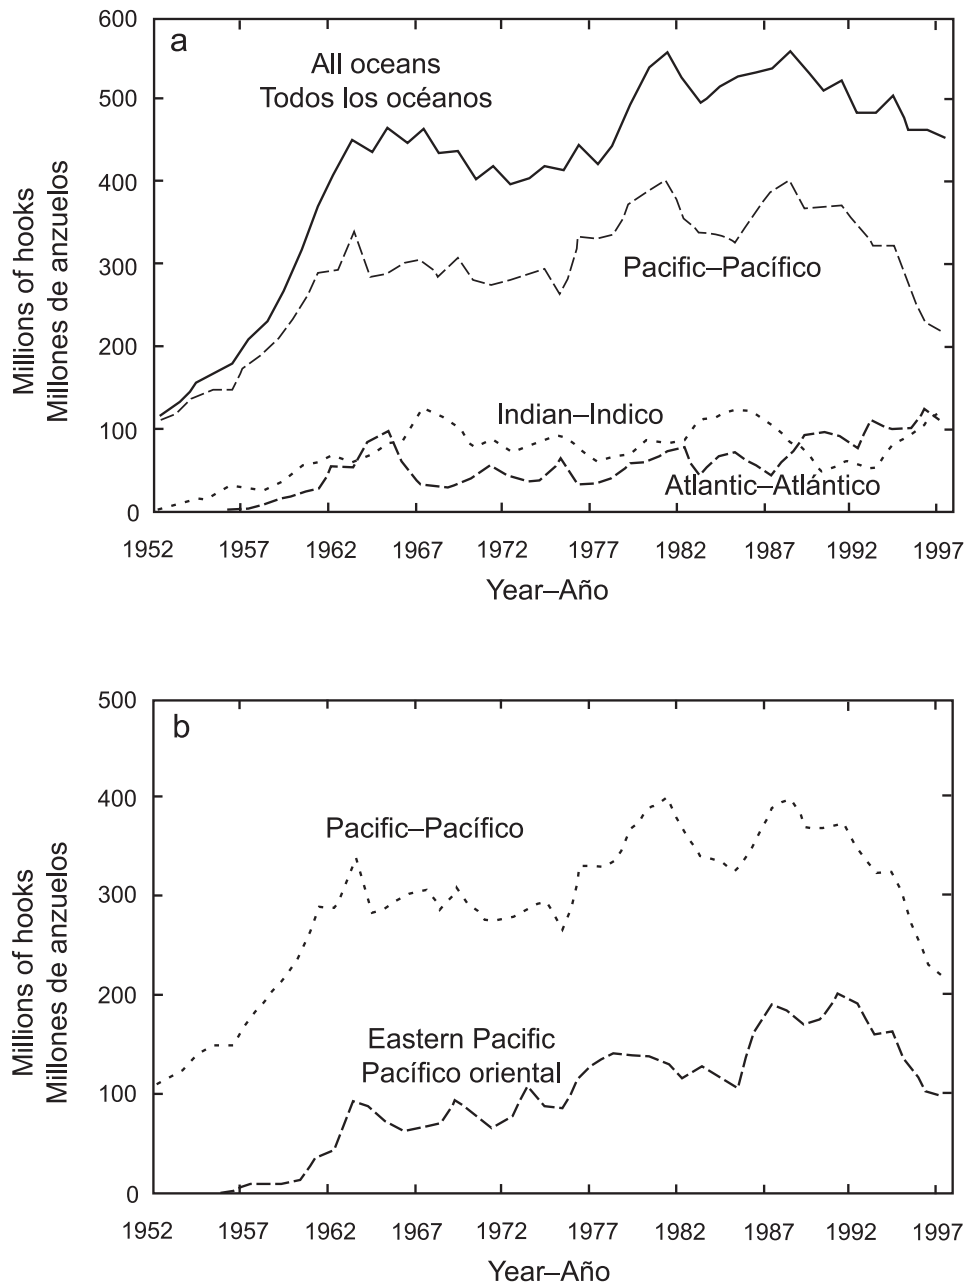 600
500
400
300
200
100
0
a
All oceans
Todos los océanos
Pacific–Pacífico
Indian–Indico
Atlantic–Atlántico
Millions of hooks
Millones de anzuelos
1952 1957 1962 1967 1972 1977 1982 1987 1992 1997
Year–Año
500
400
300
200
100
0
b
Pacific–Pacífico
Eastern Pacific
Pacífico oriental
Millions of hooks
Millones de anzuelos
1952 1957 1962 1967 1972 1977 1982 1987 1992 1997
Year–Año